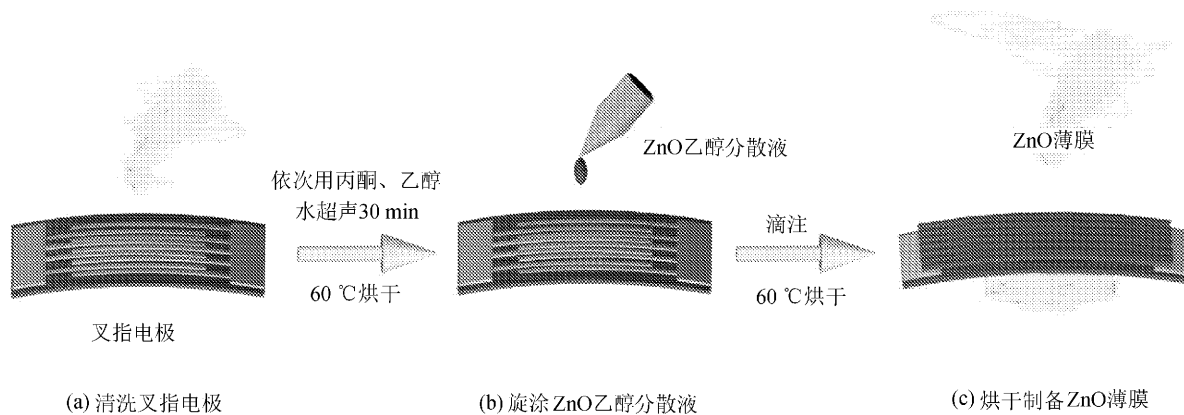 ZnO乙醇分散液
ZnO薄膜
依次用丙酮、乙醇
水超声30 min
60 ℃烘干
滴注
60 ℃烘干
叉指电极
(a) 清洗叉指电极
(b) 旋涂ZnO乙醇分散液
(c) 烘干制备ZnO薄膜